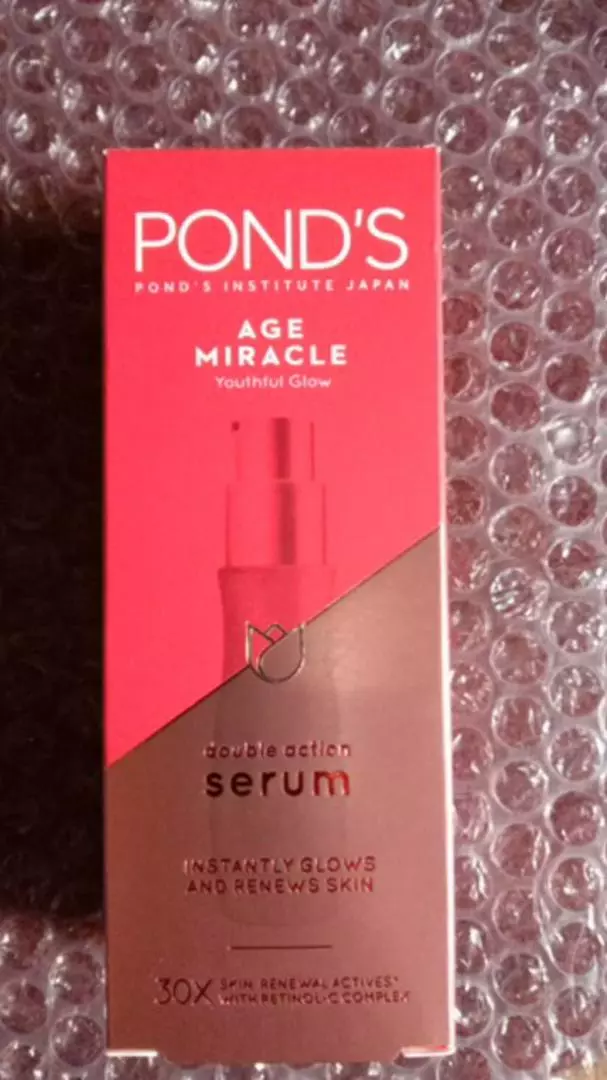 POND'S
POND'S INSTITUTE JAPAN
AGE
MIRACLE
Youthful Glow
double action
serum
INSTANTLY GLOWS
AND RENEWS SKIN
30X SKIN RENEWAL ACTIVES*
WITH RETINOL-C COMPLEX